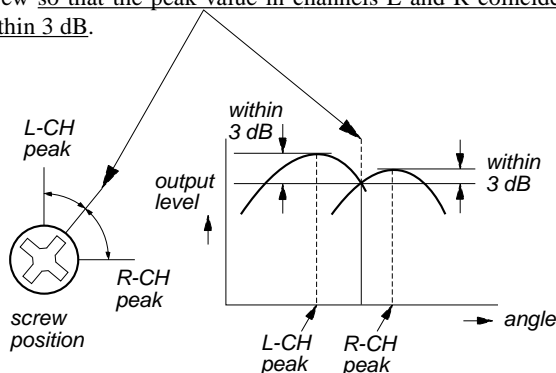 so that the peak value in channels L and R coincide
thin 3 dB.
L-CH
peak
R-CH
peak
screw
position
within
3 dB
output
level
within
3 dB
angle
L-CH
peak
R-CH
peak